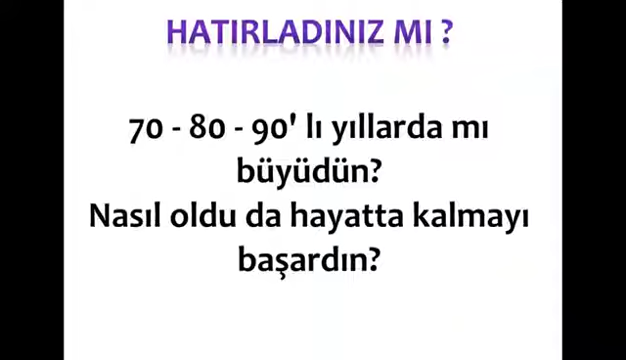 HATIRLADINIZ MI ?
70 - 80 - 90' lı yıllarda mı
büyüdün?
Nasıl oldu da hayatta kalmayı
başardın?